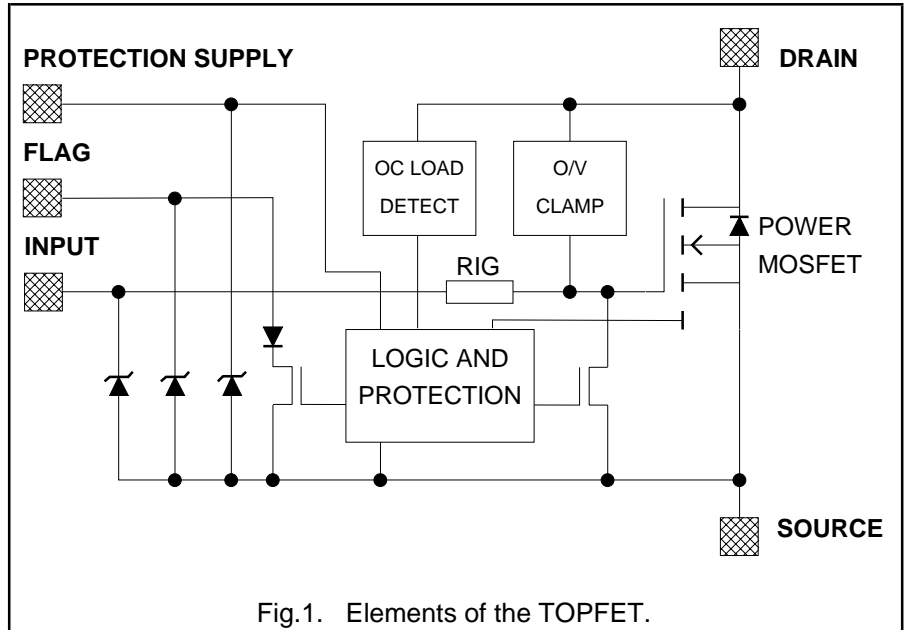 PROTECTION SUPPLY
DRAIN
FLAG
OC LOAD
DETECT
O/V
CLAMP
INPUT
RIG
POWER
MOSFET
LOGIC AND
PROTECTION
SOURCE
Fig.1. Elements of the TOPFET.